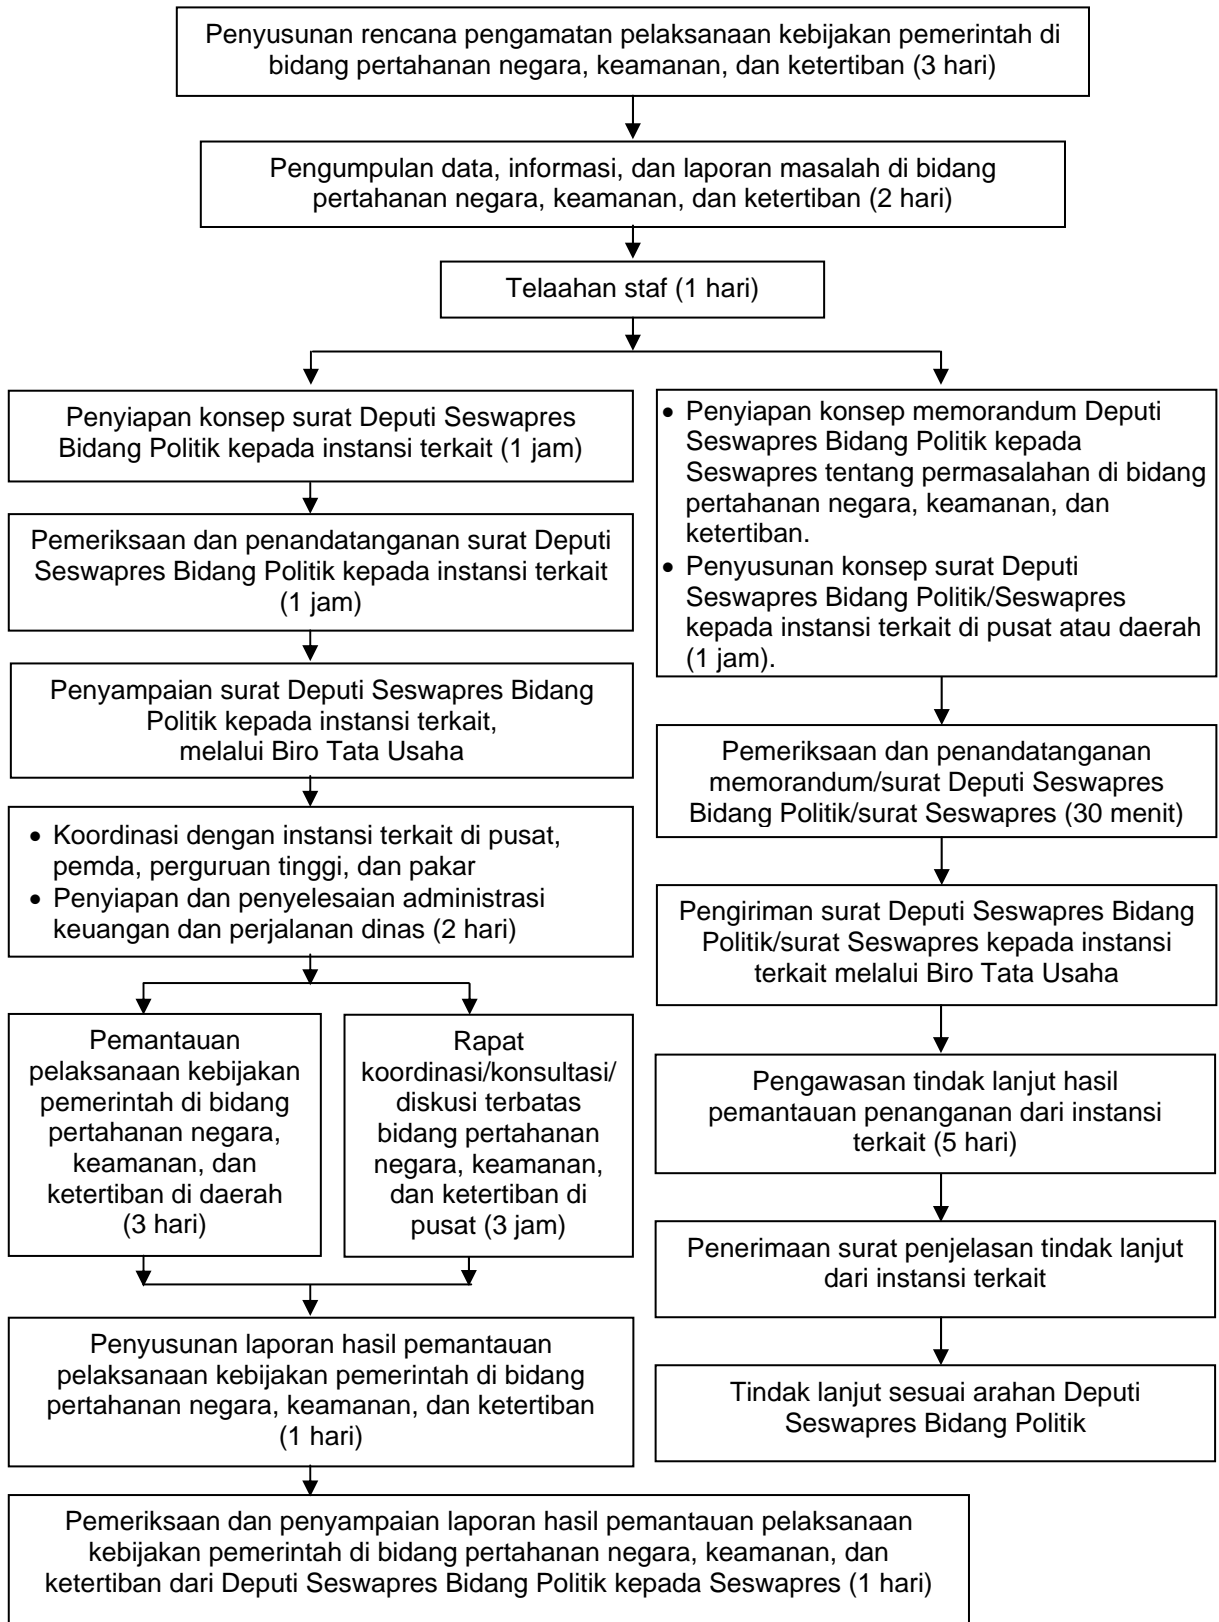 Penyusunan rencana pengamatan pelaksanaan kebijakan pemerintah di
bidang pertahanan negara, keamanan, dan ketertiban (3 hari)
Pengumpulan data, informasi, dan laporan masalah di bidang
pertahanan negara, keamanan, dan ketertiban (2 hari)
Telaahan staf (1 hari)
Penyiapan konsep surat Deputi Seswapres
Bidang Politik kepada instansi terkait (1 jam)
Pemeriksaan dan penandatanganan surat Deputi
Seswapres Bidang Politik kepada instansi terkait
(1 jam)
Penyampaian surat Deputi Seswapres Bidang
Politik kepada instansi terkait,
melalui Biro Tata Usaha
• Koordinasi dengan instansi terkait di pusat,
pemda, perguruan tinggi, dan pakar
• Penyiapan dan penyelesaian administrasi
keuangan dan perjalanan dinas (2 hari)
Pemantauan
pelaksanaan kebijakan
pemerintah di bidang
pertahanan negara,
keamanan, dan
ketertiban di daerah
(3 hari)
Rapat
koordinasi/konsultasi/
diskusi terbatas
bidang pertahanan
negara, keamanan,
dan ketertiban di
pusat (3 jam)
Penyusunan laporan hasil pemantauan
pelaksanaan kebijakan pemerintah di bidang
pertahanan negara, keamanan, dan ketertiban
(1 hari)
Pemeriksaan dan penyampaian laporan hasil pemantauan pelaksanaan
kebijakan pemerintah di bidang pertahanan negara, keamanan, dan
ketertiban dari Deputi Seswapres Bidang Politik kepada Seswapres (1 hari)
• Penyiapan konsep memorandum Deputi
Seswapres Bidang Politik kepada
Seswapres tentang permasalahan di bidang
pertahanan negara, keamanan, dan
ketertiban.
• Penyusunan konsep surat Deputi
Seswapres Bidang Politik/Seswapres
kepada instansi terkait di pusat atau daerah
(1 jam).
Pemeriksaan dan penandatanganan
memorandum/surat Deputi Seswapres
Bidang Politik/surat Seswapres (30 menit)
Pengiriman surat Deputi Seswapres Bidang
Politik/surat Seswapres kepada instansi
terkait melalui Biro Tata Usaha
Pengawasan tindak lanjut hasil
pemantauan penanganan dari instansi
terkait (5 hari)
Penerimaan surat penjelasan tindak lanjut
dari instansi terkait
Tindak lanjut sesuai arahan Deputi
Seswapres Bidang Politik